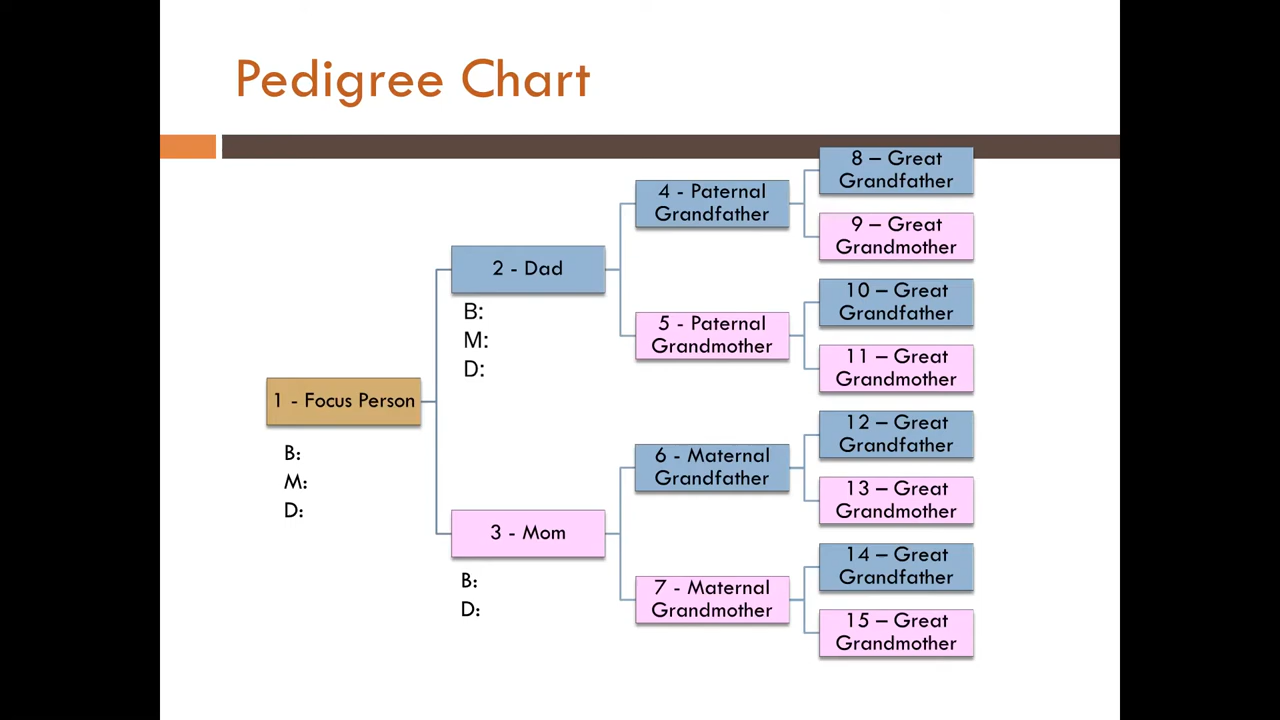 Pedigree Chart
1 - Focus Person
B:
M:
D:
2 - Dad
B:
M:
D:
3 - Mom
B:
D:
4 - Paternal
Grandfather
5 - Paternal
Grandmother
6 - Maternal
Grandfather
7 - Maternal
Grandmother
8 – Great
Grandfather
9 – Great
Grandmother
10 – Great
Grandfather
11 – Great
Grandmother
12 – Great
Grandfather
13 – Great
Grandmother
14 – Great
Grandfather
15 – Great
Grandmother